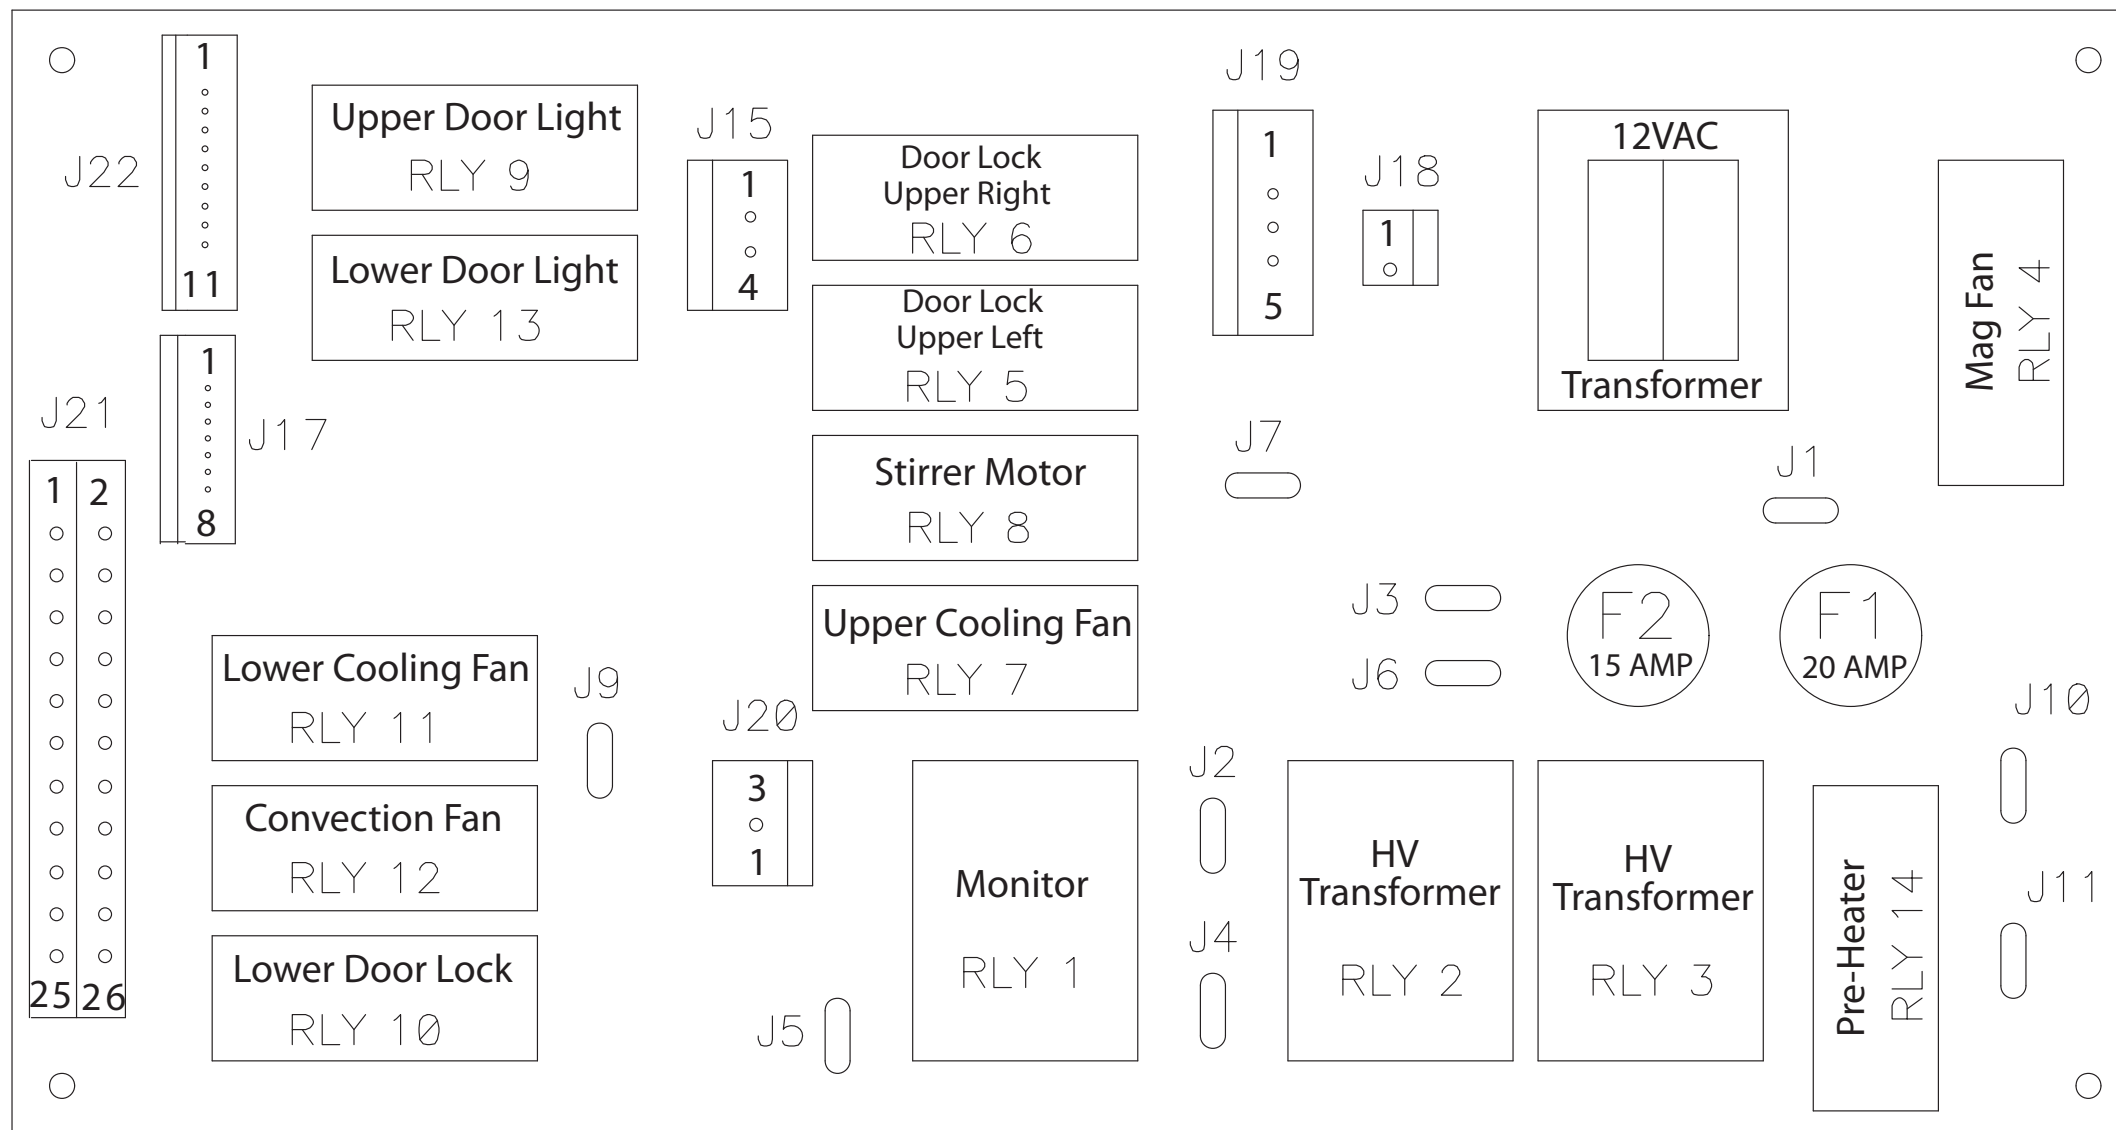 J22
1
11
Upper Door Light
RLY 9
Lower Door Light
RLY 13
J21
1 2
25 26
1
8
J17
J15
1
4
Door Lock
Upper Right
RLY 6
Door Lock
Upper Left
RLY 5
Stirrer Motor
RLY 8
Upper Cooling Fan
RLY 7
J19
1
5
J18
1
12VAC
Transformer
Mag Fan
RLY 4
J7
J1
J3
J6
F2
15 AMP
F1
20 AMP
Lower Cooling Fan
RLY 11
J9
Convection Fan
RLY 12
Lower Door Lock
RLY 10
J20
3
1
J5
Monitor
RLY 1
J2
J4
HV
Transformer
RLY 2
HV
Transformer
RLY 3
Pre-Heater
RLY 14
J10
J11